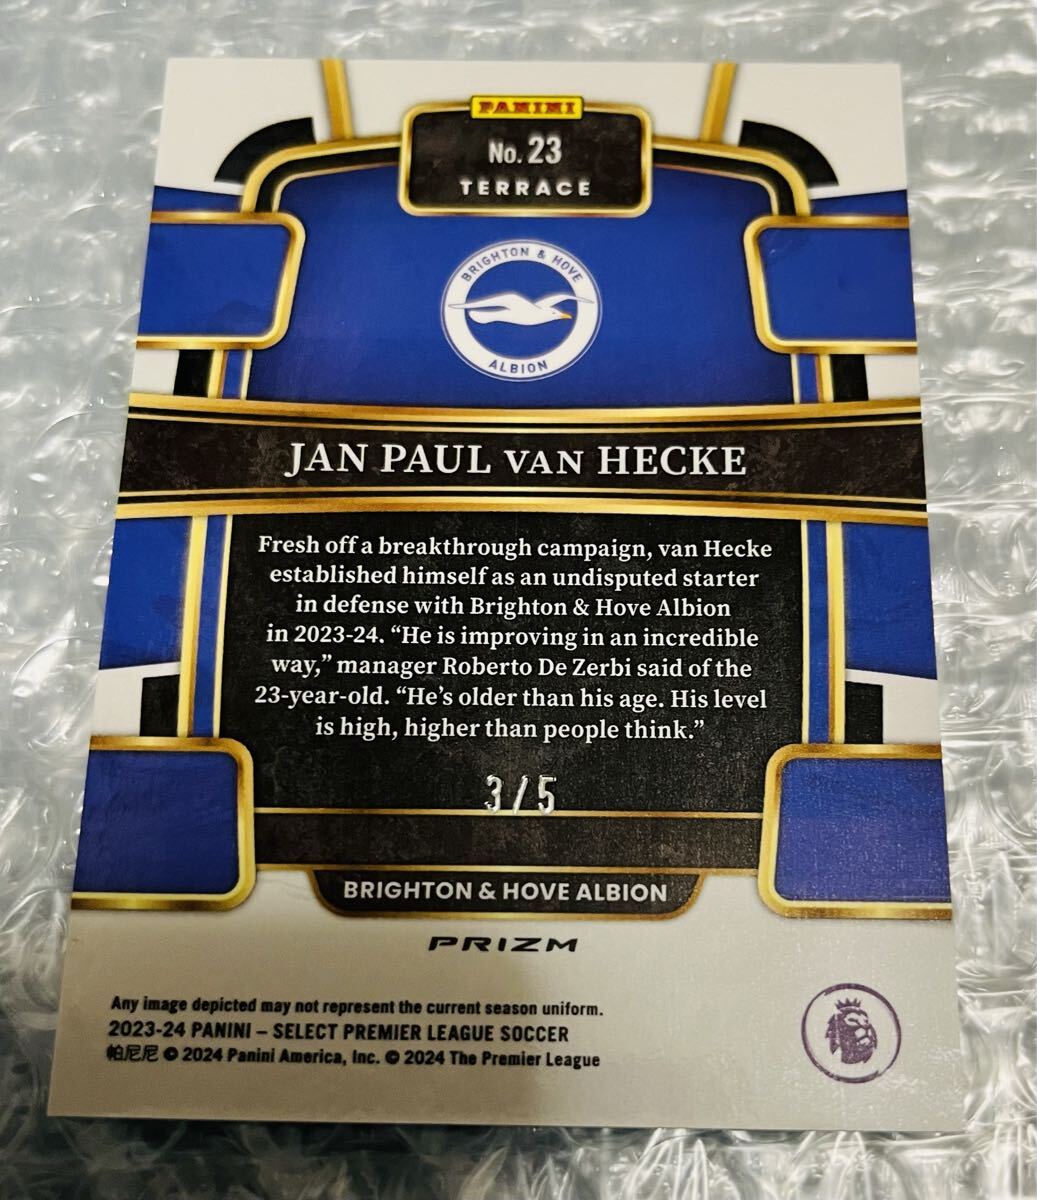 PANINI
No. 23
TERRACE
BRIGHTON & HOVE
ALBION
JAN PAUL VAN HECKE
Fresh off a breakthrough campaign, van Hecke
established himself as an undisputed starter
in defense with Brighton & Hove Albion
in 2023-24. “He is improving in an incredible
way,” manager Roberto De Zerbi said of the
23-year-old. “He’s older than his age. His level
is high, higher than people think.”
3/5
BRIGHTON & HOVE ALBION
PRIZM
Any image depicted may not represent the current season uniform.
2023-24 PANINI – SELECT PREMIER LEAGUE SOCCER
帕尼尼 © 2024 Panini America, Inc. © 2024 The Premier League